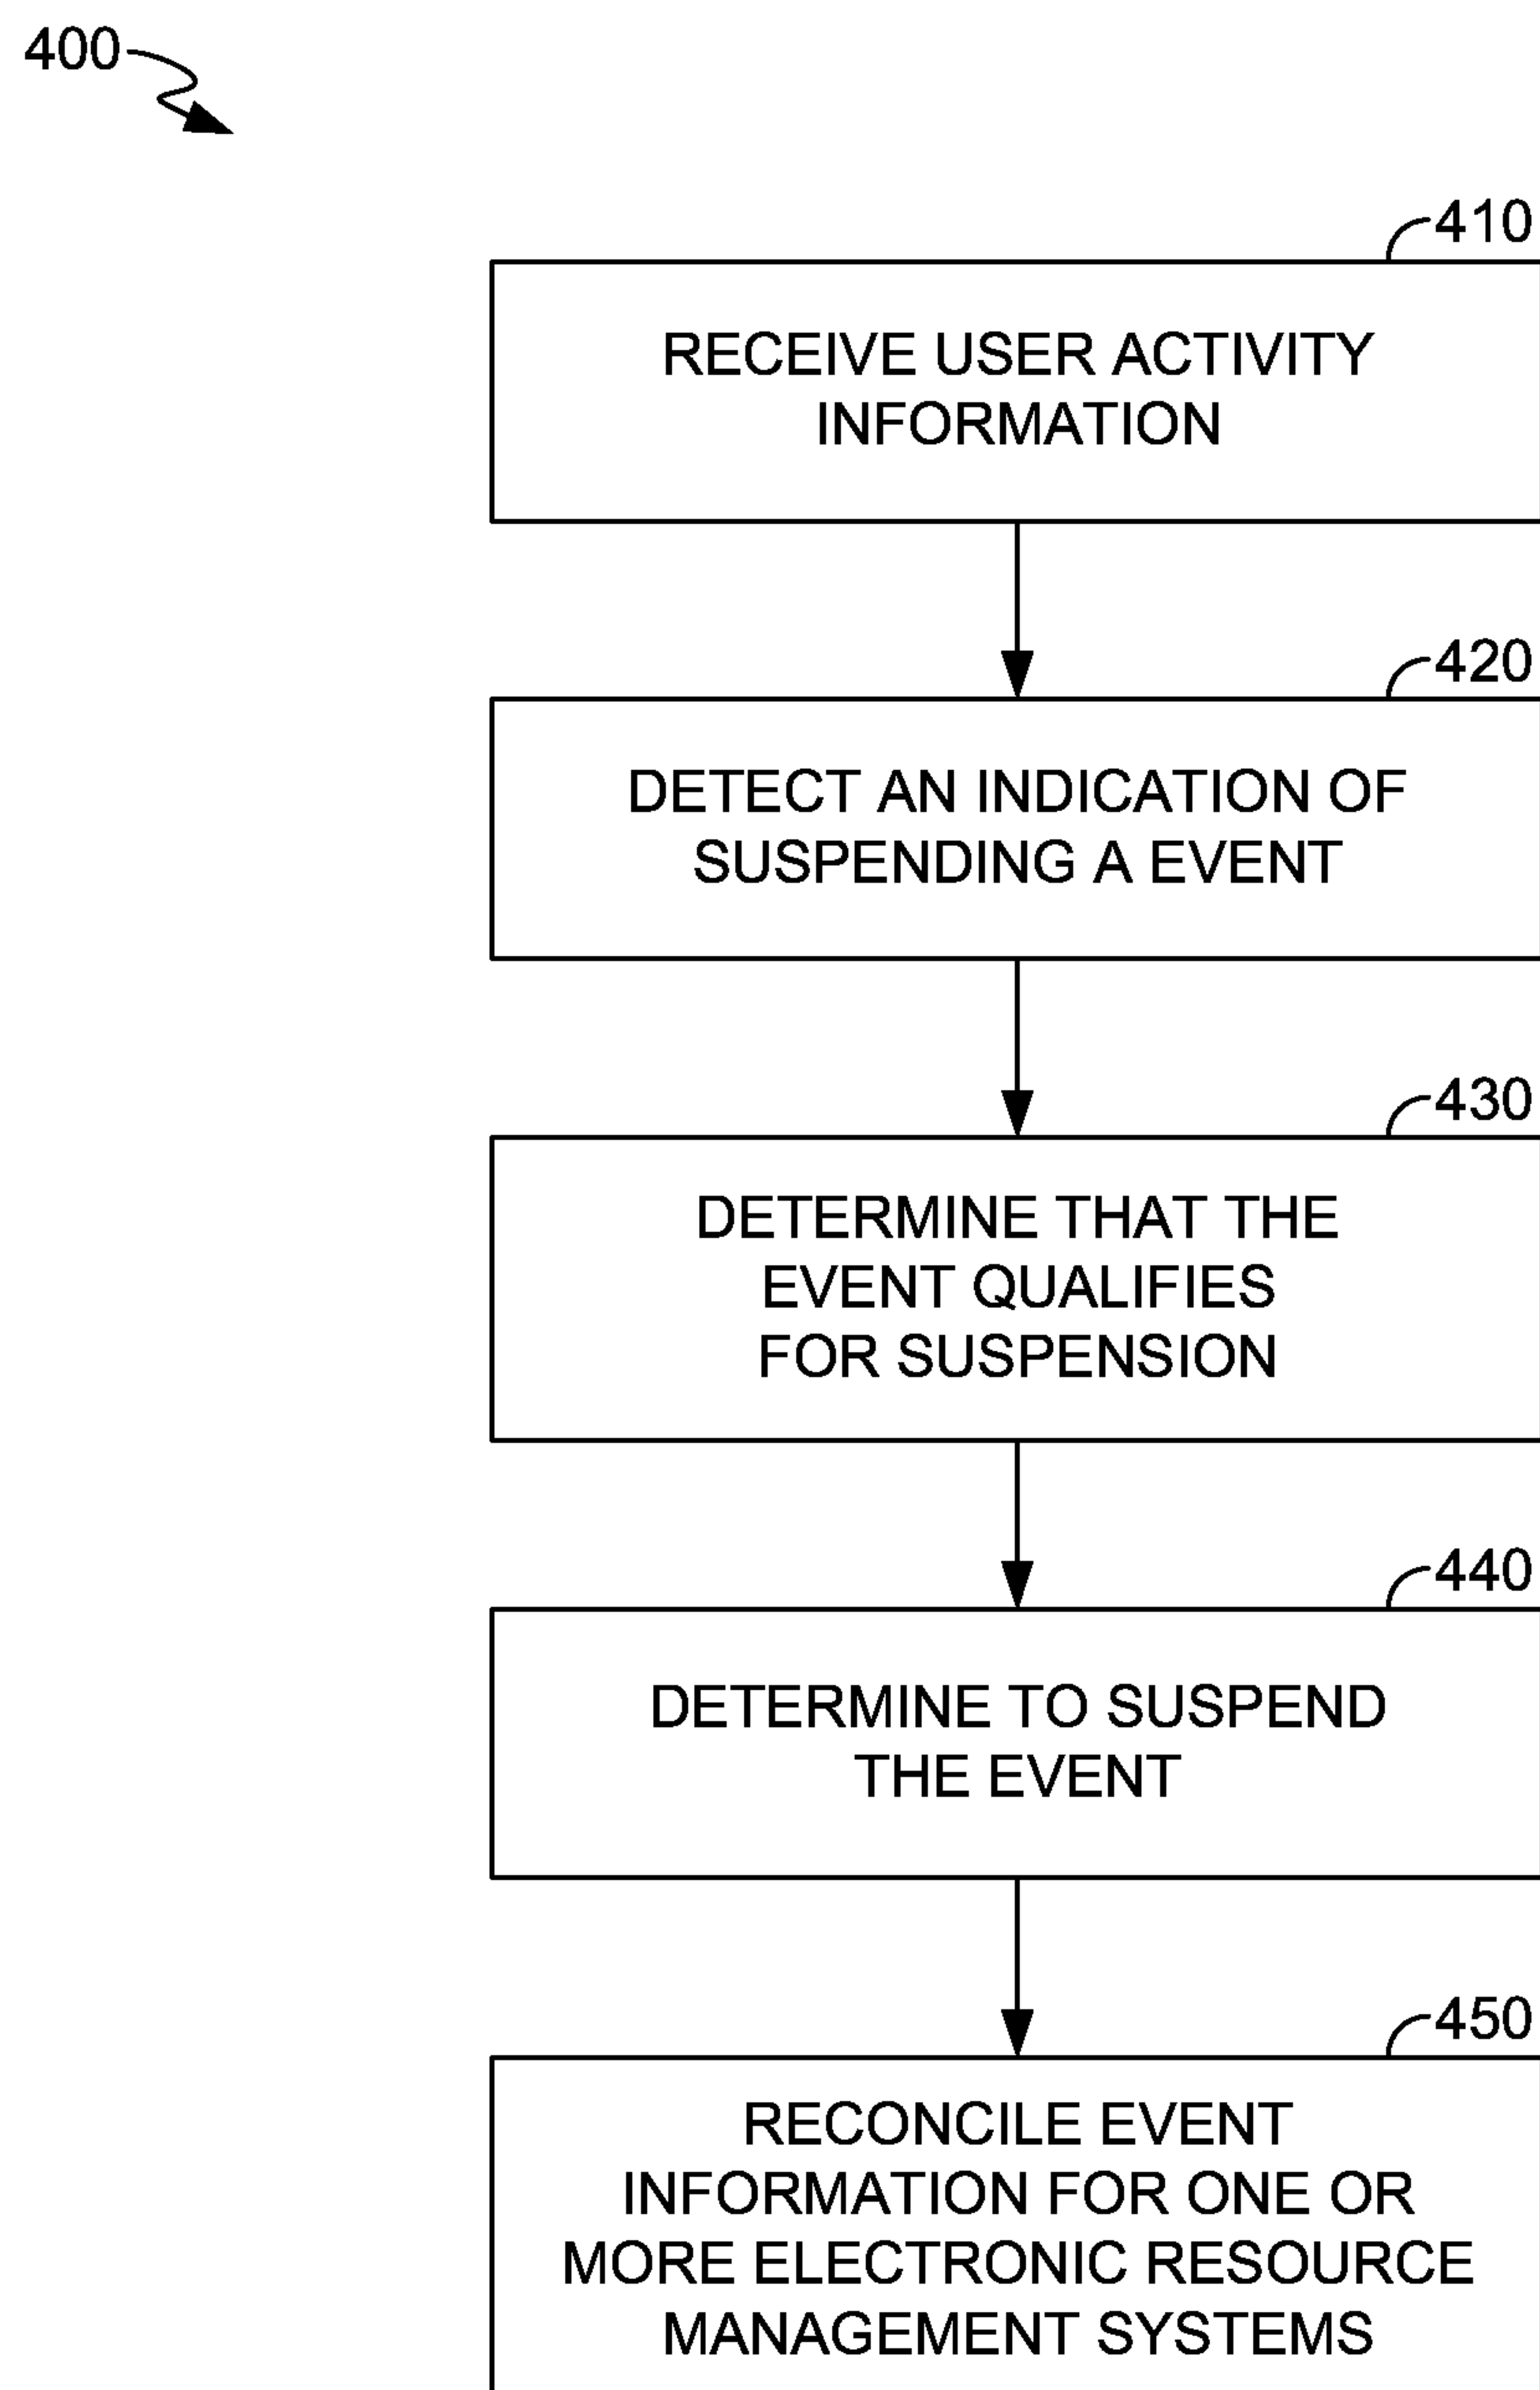 400
410
RECEIVE USER ACTIVITY
INFORMATION
420
DETECT AN INDICATION OF
SUSPENDING A EVENT
430
DETERMINE THAT THE
EVENT QUALIFIES
FOR SUSPENSION
440
DETERMINE TO SUSPEND
THE EVENT
450
RECONCILE EVENT
INFORMATION FOR ONE OR
MORE ELECTRONIC RESOURCE
MANAGEMENT SYSTEMS